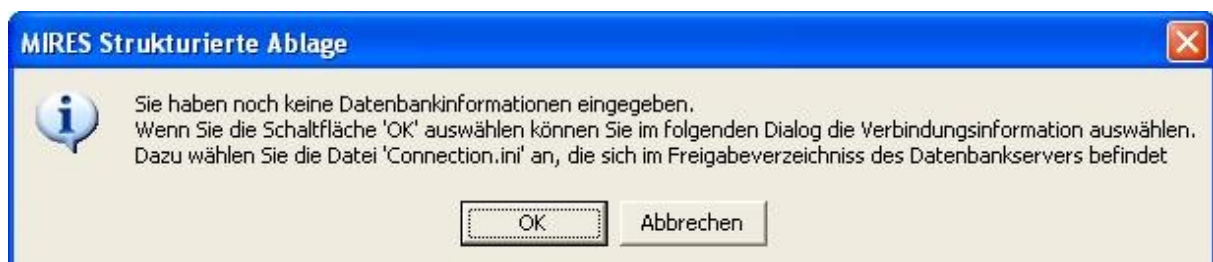 MIRES Strukturierte Ablage
Sie haben noch keine Datenbankinformationen eingegeben.
Wenn Sie die Schaltfläche 'OK' auswählen können Sie im folgenden Dialog die Verbindungsinformation auswählen.
Dazu wählen Sie die Datei 'Connection.ini' an, die sich im Freigabeverzeichniss des Datenbankservers befindet
OK Abbrechen